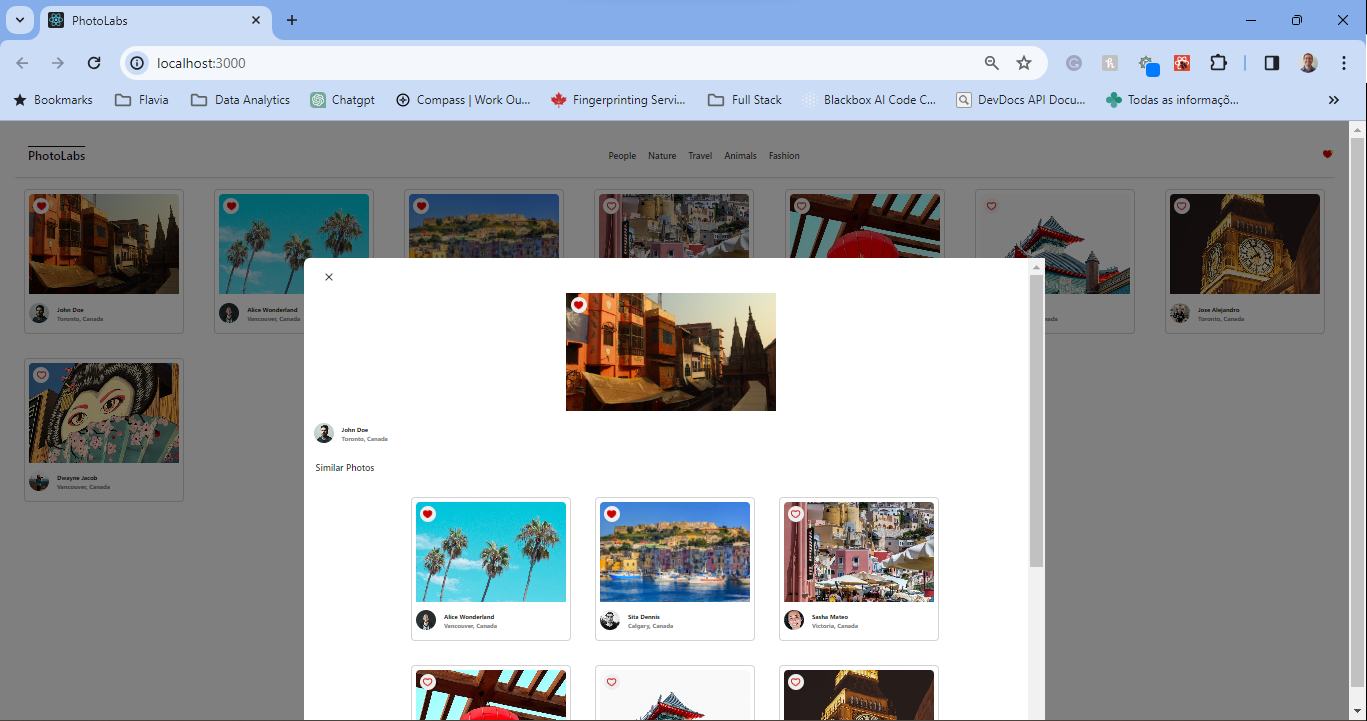 PhotoLabs
localhost:3000
Bookmarks Flavia Data Analytics Chatgpt Compass | Work Ou... Fingerprinting Servi... Full Stack Blackbox AI Code C... DevDocs API Docu... Todas as informaçõ...
PhotoLabs People Nature Travel Animals Fashion
John Doe
Toronto, Canada
Alice Wonderland
Vancouver, Canada
nada
Jose Alejandro
Toronto, Canada
Dwayne Jacob
Vancouver, Canada
John Doe
Toronto, Canada
Similar Photos
Alice Wonderland
Vancouver, Canada
Sita Dennis
Calgary, Canada
Sasha Mateo
Victoria, Canada